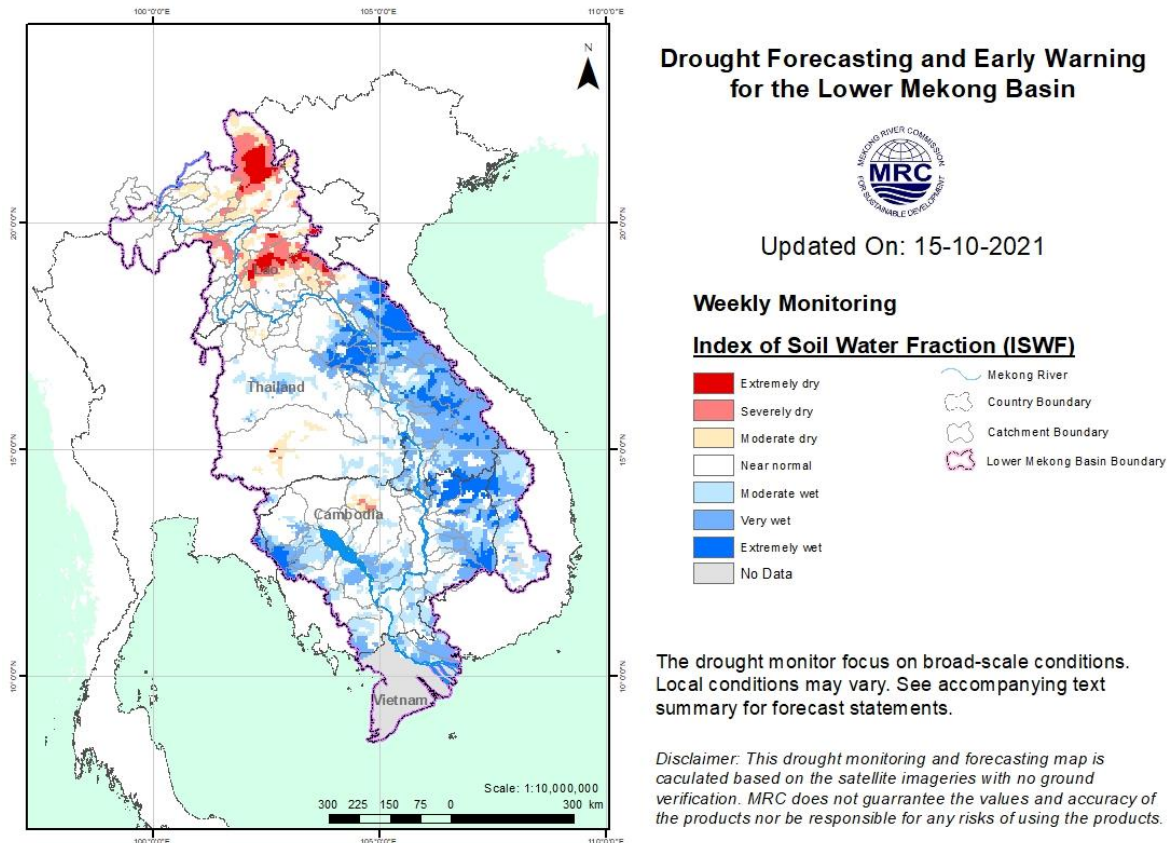 100°0'0"E 105°0'0"E 110°0'0"E
N
20°0'0"N 20°0'0"N
Lao
Thailand
15°0'0"N 15°0'0"N
Cambodia
10°0'0"N 10°0'0"N
Vietnam
Scale: 1:10,000,000
300 225 150 75 0 300 km
100°0'0"E 105°0'0"E 110°0'0"E
Drought Forecasting and Early Warning
for the Lower Mekong Basin
MEKONG RIVER COMMISSION
MRC
FOR SUSTAINABLE DEVELOPMENT
Updated On: 15-10-2021
Weekly Monitoring
Index of Soil Water Fraction (ISWF)
Extremely dry
Severely dry
Moderate dry
Near normal
Moderate wet
Very wet
Extremely wet
No Data
Mekong River
Country Boundary
Catchment Boundary
Lower Mekong Basin Boundary
The drought monitor focus on broad-scale conditions.
Local conditions may vary. See accompanying text
summary for forecast statements.
Disclaimer: This drought monitoring and forecasting map is
caculated based on the satellite imageries with no ground
verification. MRC does not guarrantee the values and accuracy of
the products nor be responsible for any risks of using the products.